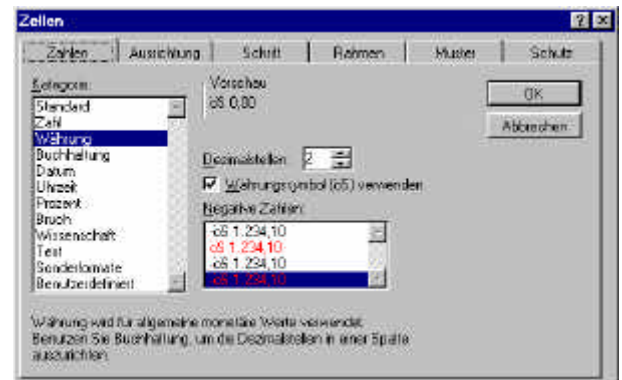 Zellen
Zahlen Ausrichtung Schrift Rahmen Muster Schutz
Kategorie:
Standard
Zahl
Währung
Buchhaltung
Datum
Uhrzeit
Prozent
Bruch
Wissenschaft
Text
Sonderformate
Benutzerdefiniert
Vorschau
öS 0,00
Dezimalstellen: 2
Währungssymbol (öS) verwenden
Negative Zahlen:
-öS 1.234,10
öS 1.234,10
-öS 1.234,10
-öS 1.234,10
OK
Abbrechen
Währung wird für allgemeine monetäre Werte verwendet.
Benutzen Sie Buchhaltung, um die Dezimalstellen in einer Spalte
auszurichten.